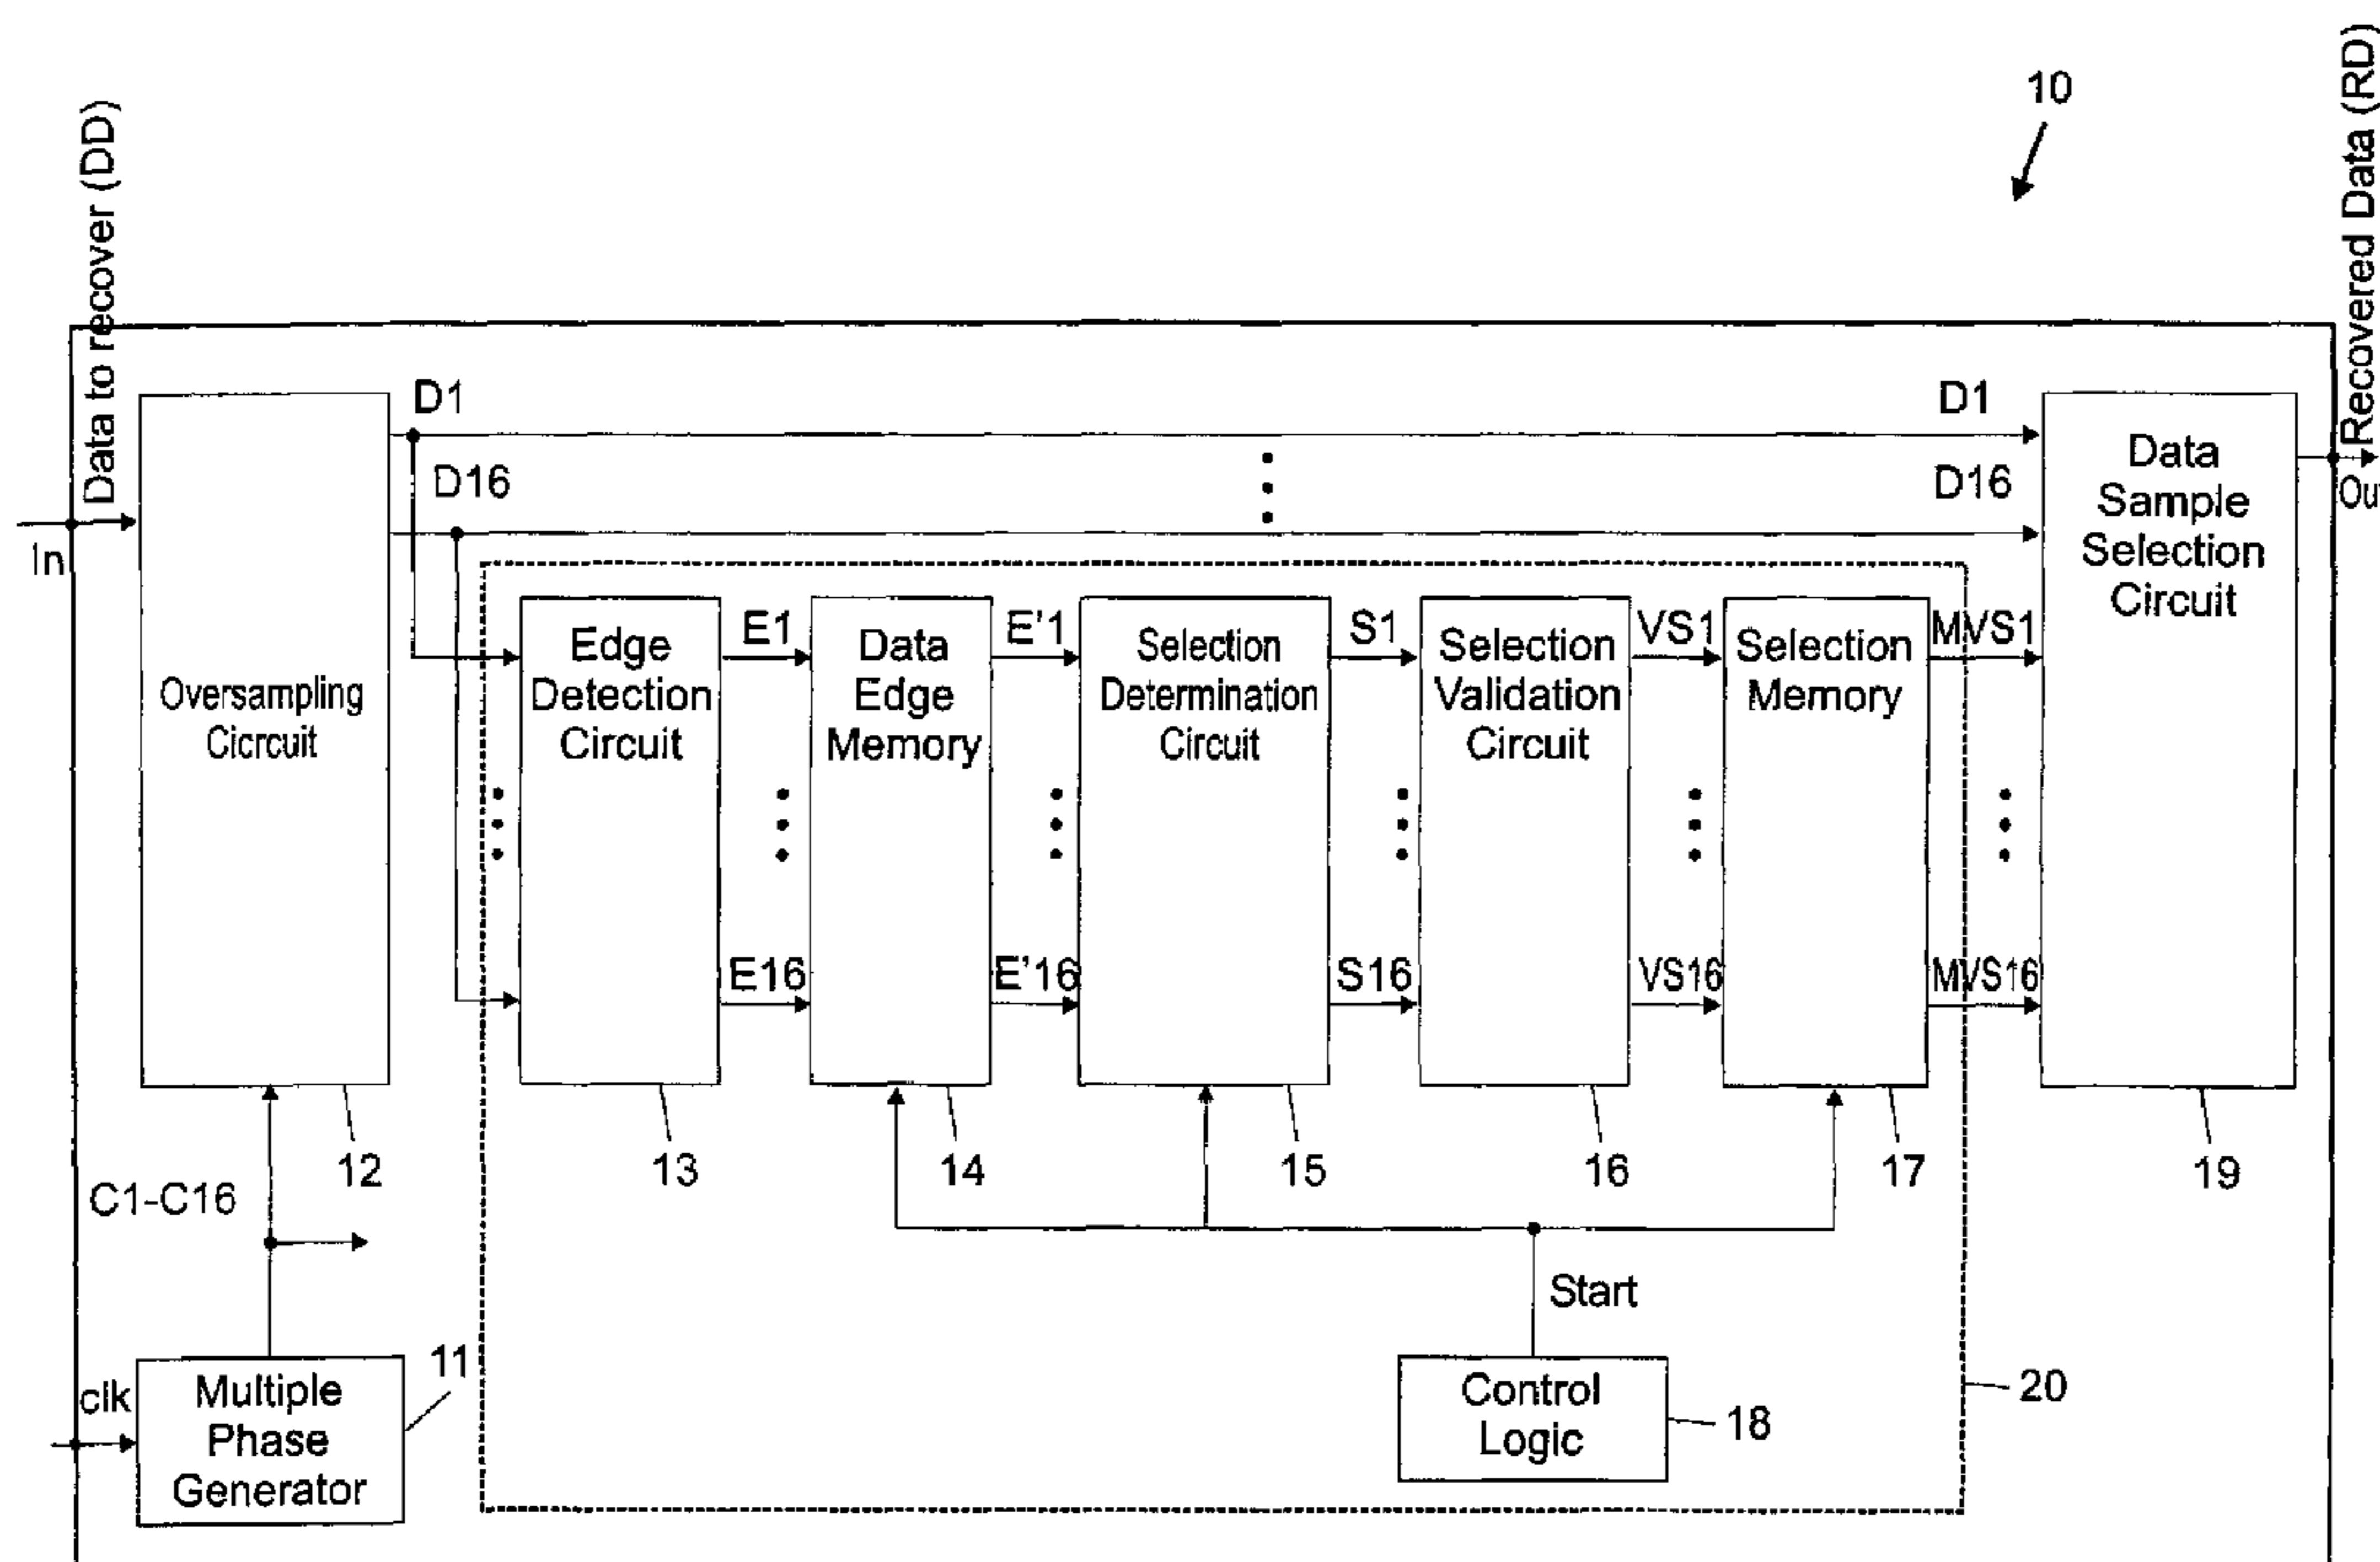 10
Data to recover (DD)
Recovered Data (RD)
D1
D1
D16
D16
In
Ou
Oversampling
Cicrcuit
Edge
Detection
Circuit
E1
Data
Edge
Memory
E'1
Selection
Determination
Circuit
S1
Selection
Validation
Circuit
VS1
Selection
Memory
MVS1
Data
Sample
Selection
Circuit
E16
E'16
S16
VS16
MVS16
12
13
14
15
16
17
19
C1-C16
Start
clk
Multiple
Phase
Generator
11
Control
Logic
18
20